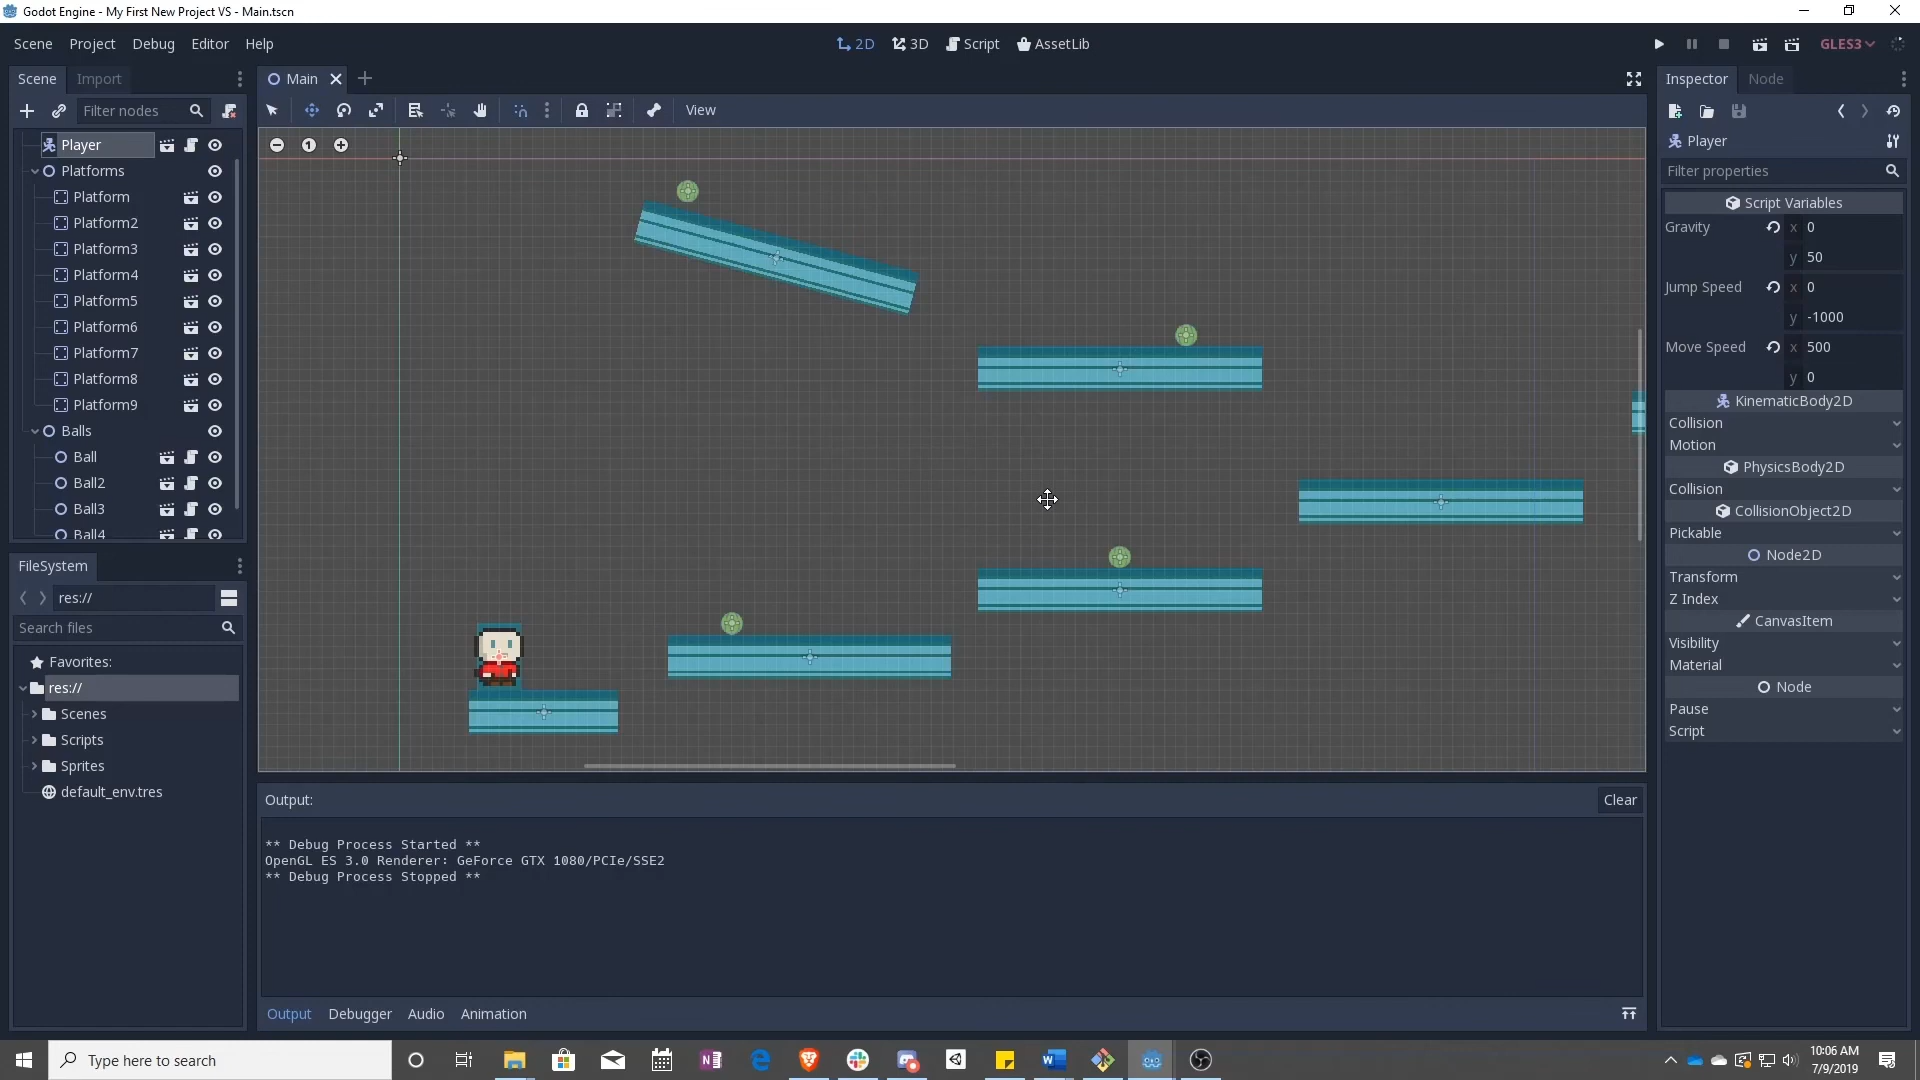 Godot Engine - My First New Project VS - Main.tscn
Scene Project Debug Editor Help
2D 3D Script AssetLib
GLES3
Scene Import
Filter nodes
Player
Platforms
Platform
Platform2
Platform3
Platform4
Platform5
Platform6
Platform7
Platform8
Platform9
Balls
Ball
Ball2
Ball3
Ball4
FileSystem
res://
Search files
Favorites:
res://
Scenes
Scripts
Sprites
default_env.tres
Main
View
1
Output:
Clear
** Debug Process Started **
OpenGL ES 3.0 Renderer: GeForce GTX 1080/PCIe/SSE2
** Debug Process Stopped **
Output Debugger Audio Animation
Inspector Node
Player
Filter properties
Script Variables
Gravity x 0
y 50
Jump Speed x 0
y -1000
Move Speed x 500
y 0
KinematicBody2D
Collision
Motion
PhysicsBody2D
Collision
CollisionObject2D
Pickable
Node2D
Transform
Z Index
CanvasItem
Visibility
Material
Node
Pause
Script
Type here to search
10:06 AM
7/9/2019